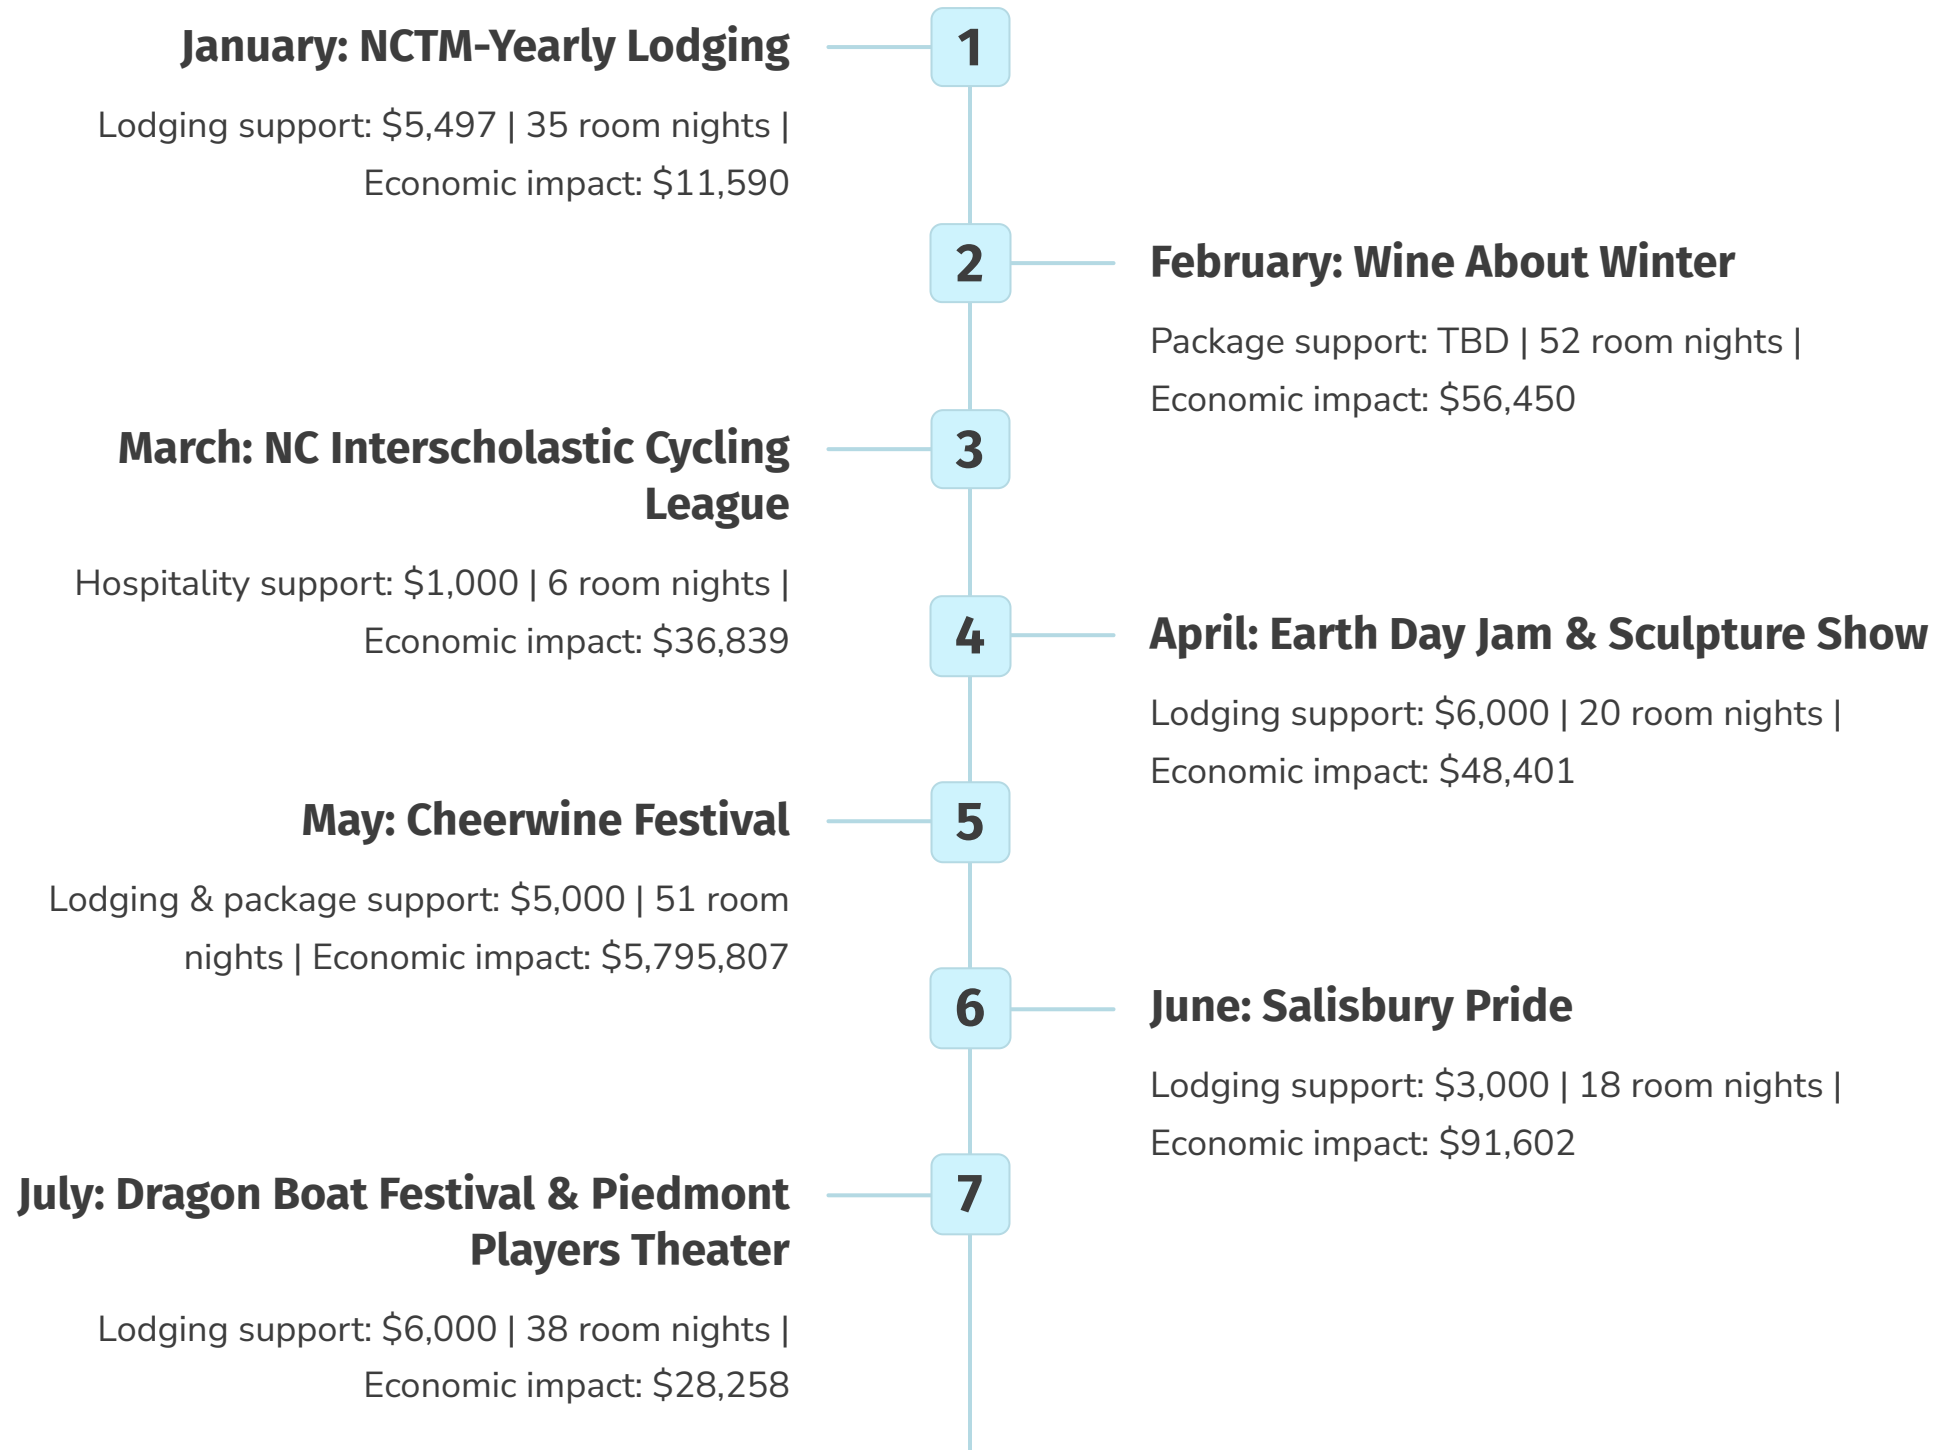 January: NCTM-Yearly Lodging
1
Lodging support: $5,497 | 35 room nights |
Economic impact: $11,590
2
February: Wine About Winter
Package support: TBD | 52 room nights |
Economic impact: $56,450
March: NC Interscholastic Cycling
League
3
Hospitality support: $1,000 | 6 room nights |
Economic impact: $36,839
4
April: Earth Day Jam & Sculpture Show
Lodging support: $6,000 | 20 room nights |
Economic impact: $48,401
May: Cheerwine Festival
5
Lodging & package support: $5,000 | 51 room
nights | Economic impact: $5,795,807
6
June: Salisbury Pride
Lodging support: $3,000 | 18 room nights |
Economic impact: $91,602
July: Dragon Boat Festival & Piedmont
Players Theater
7
Lodging support: $6,000 | 38 room nights |
Economic impact: $28,258